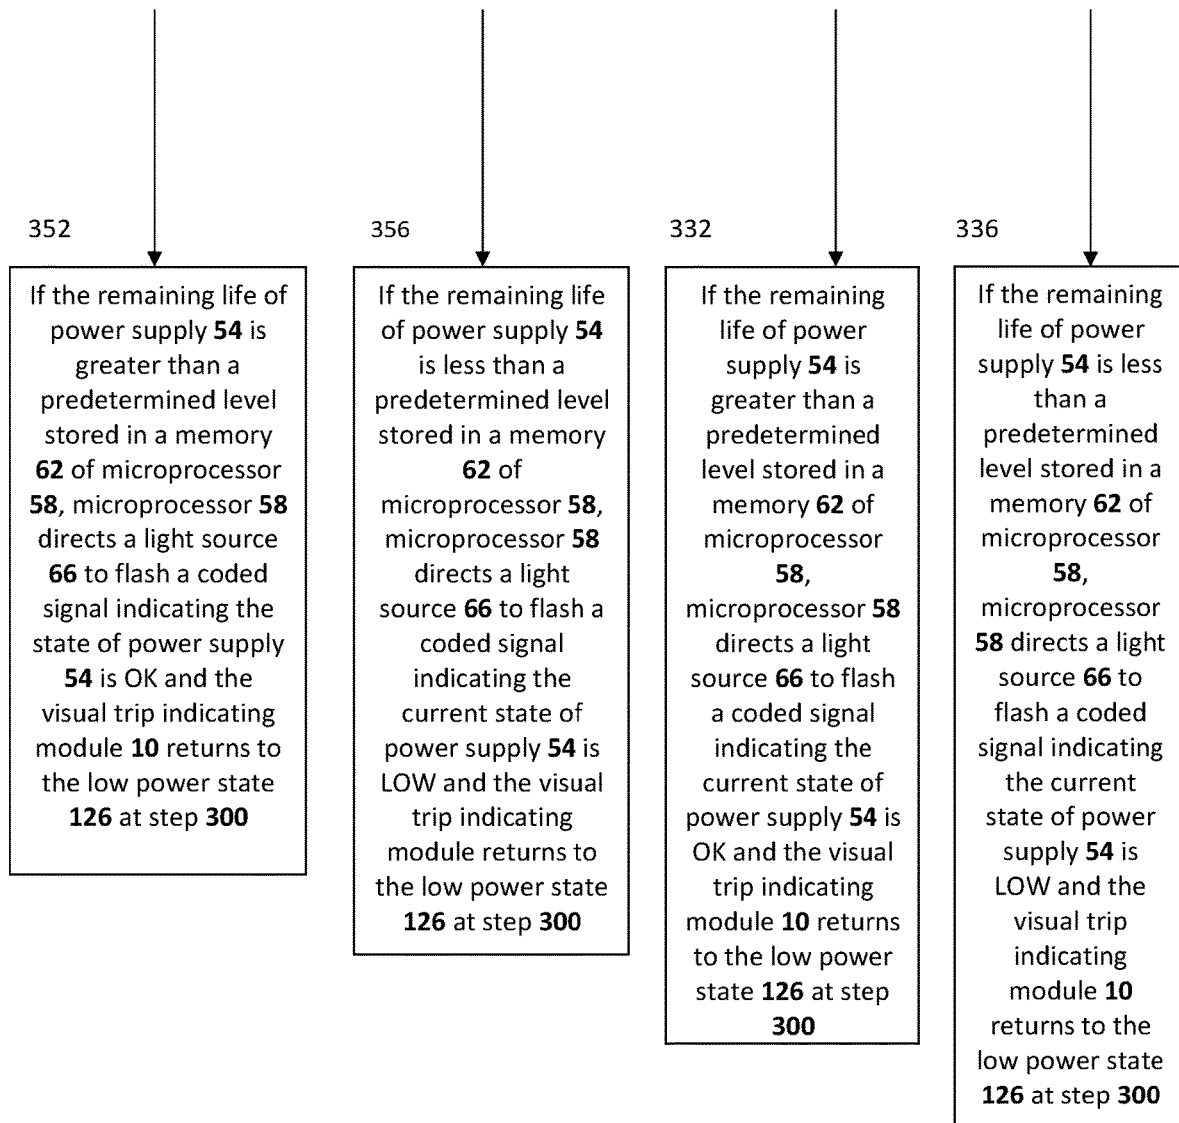 352
If the remaining life of
power supply 54 is
greater than a
predetermined level
stored in a memory
62 of microprocessor
58, microprocessor 58
directs a light source
66 to flash a coded
signal indicating the
state of power supply
54 is OK and the
visual trip indicating
module 10 returns to
the low power state
126 at step 300
356
If the remaining life
of power supply 54
is less than a
predetermined level
stored in a memory
62 of
microprocessor 58,
microprocessor 58
directs a light
source 66 to flash a
coded signal
indicating the
current state of
power supply 54 is
LOW and the visual
trip indicating
module returns to
the low power state
126 at step 300
332
If the remaining
life of power
supply 54 is
greater than a
predetermined
level stored in a
memory 62 of
microprocessor
58,
microprocessor 58
directs a light
source 66 to flash
a coded signal
indicating the
current state of
power supply 54 is
OK and the visual
trip indicating
module 10 returns
to the low power
state 126 at step
300
336
If the remaining
life of power
supply 54 is less
than a
predetermined
level stored in a
memory 62 of
microprocessor
58,
microprocessor
58 directs a light
source 66 to
flash a coded
signal indicating
the current
state of power
supply 54 is
LOW and the
visual trip
indicating
module 10
returns to the
low power state
126 at step 300